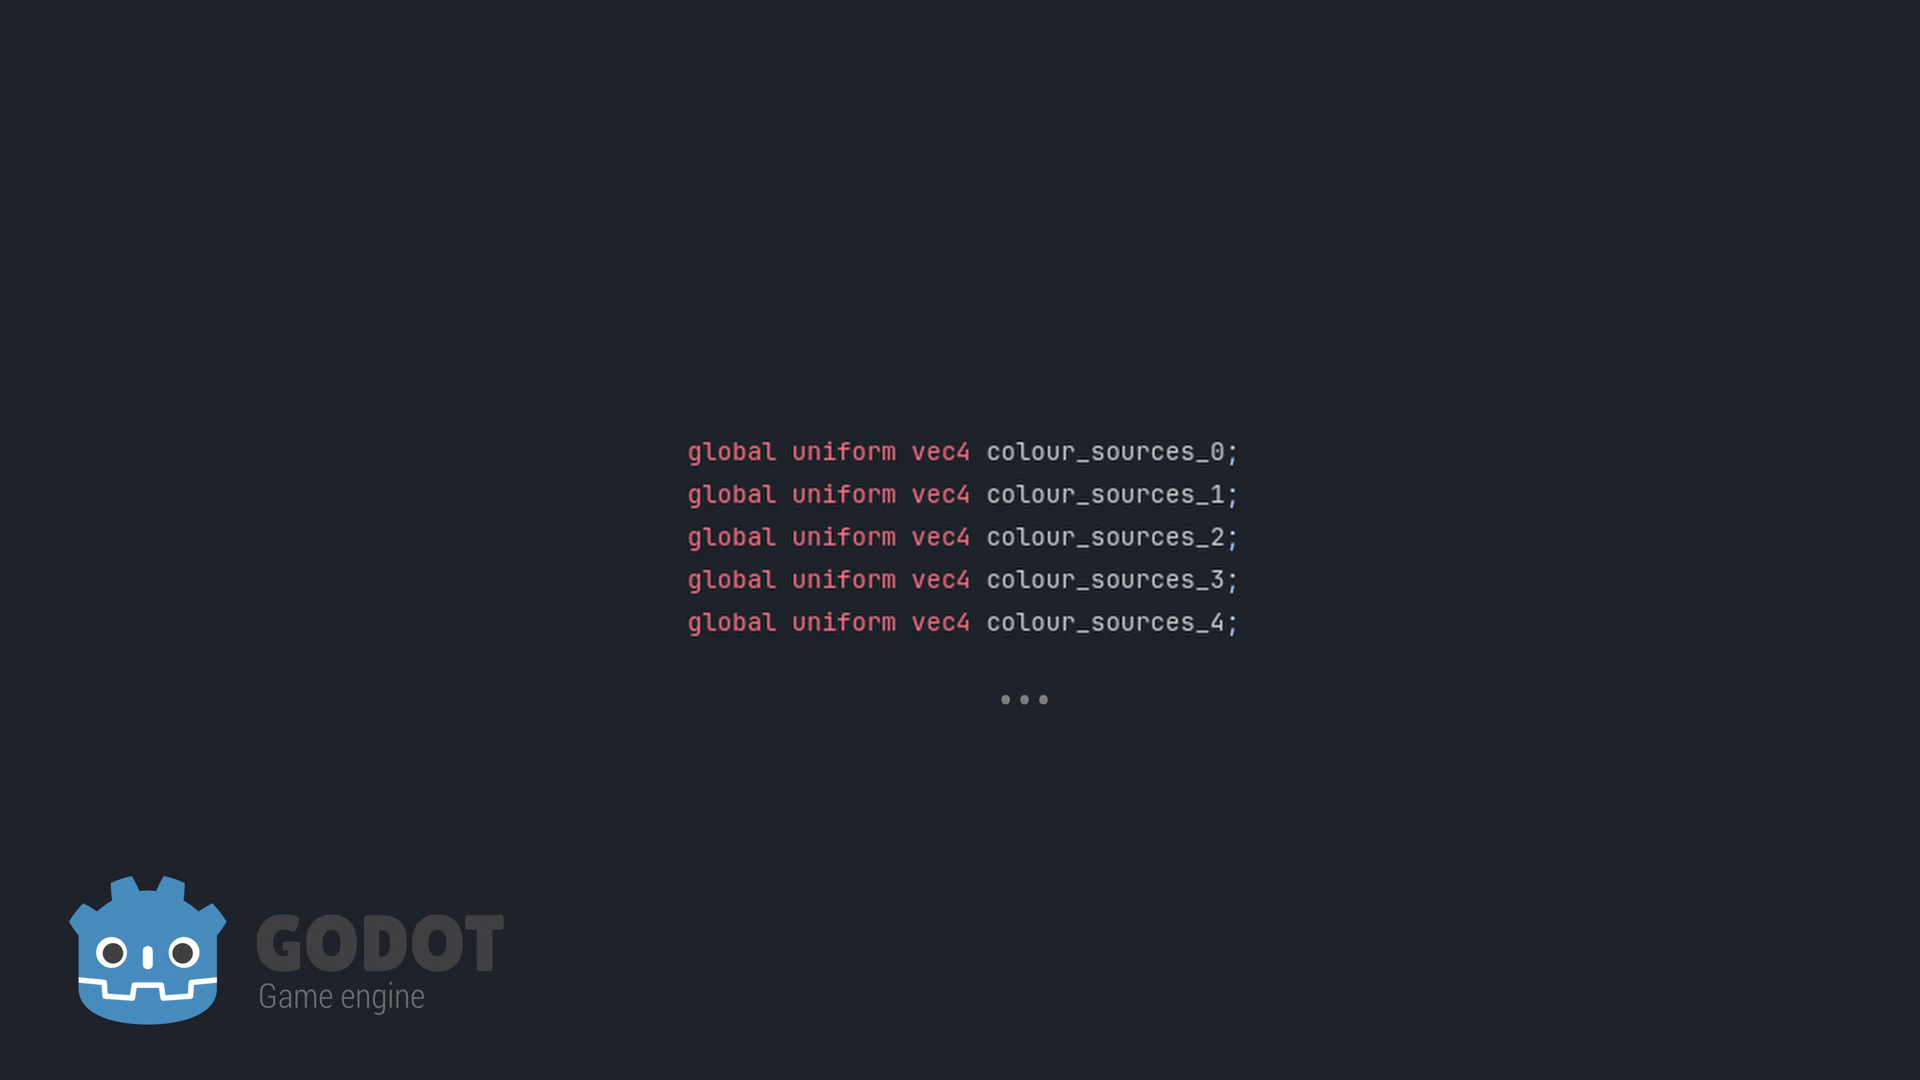 global uniform vec4 colour_sources_0;
global uniform vec4 colour_sources_1;
global uniform vec4 colour_sources_2;
global uniform vec4 colour_sources_3;
global uniform vec4 colour_sources_4;
...
GODOT
Game engine